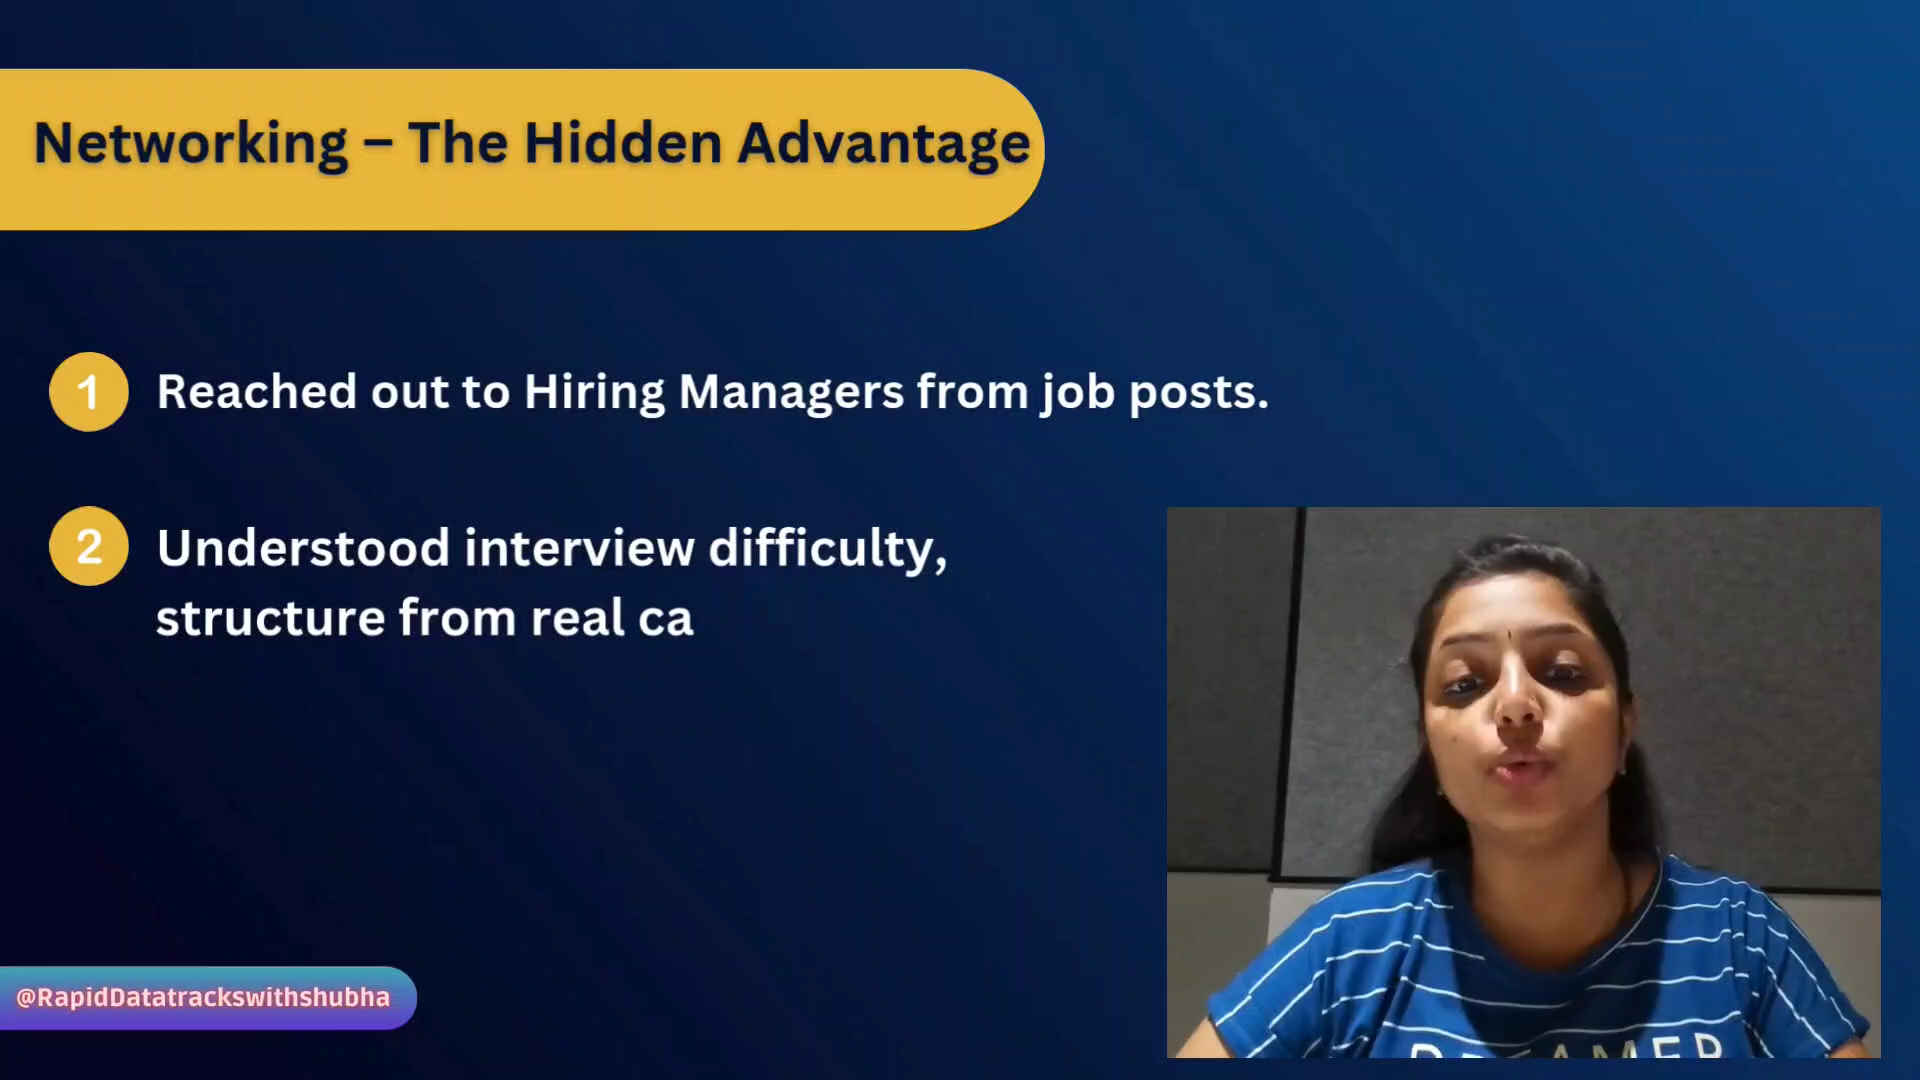 Networking – The Hidden Advantage
1 Reached out to Hiring Managers from job posts.
2 Understood interview difficulty,
structure from real ca
DREAMER
@RapidDatatrackswithshubha